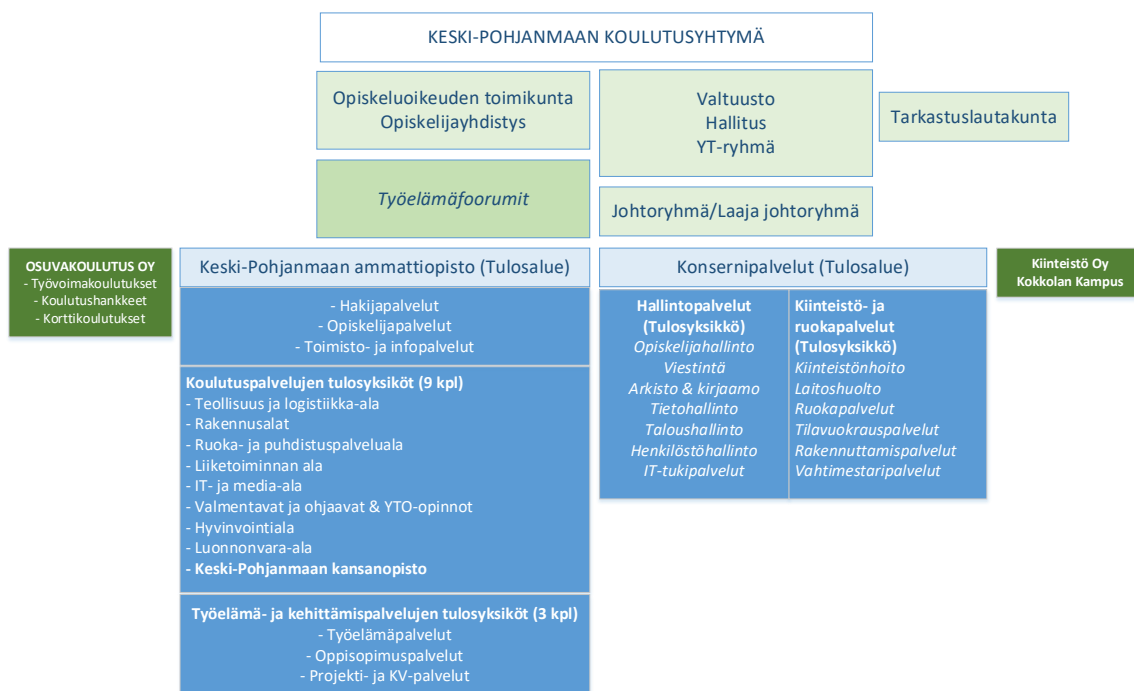 KESKI-POHJANMAAN KOULUTUSYHTYMÄ
Opiskeluoikeuden toimikunta
Opiskelijayhdistys
Valtuusto
Hallitus
YT-ryhmä
Tarkastuslautakunta
Työelämäfoorumit
Johtoryhmä/Laaja johtoryhmä
OSUVAKOULUTUS OY
- Työvoimakoulutukset
- Koulutushankkeet
- Korttikoulutukset
Keski-Pohjanmaan ammattiopisto (Tulosalue)
- Hakijapalvelut
- Opiskelijapalvelut
- Toimisto- ja infopalvelut
Koulutuspalvelujen tulosyksiköt (9 kpl)
- Teollisuus ja logistiikka-ala
- Rakennusalat
- Ruoka- ja puhdistuspalveluala
- Liiketoiminnan ala
- IT- ja media-ala
- Valmentavat ja ohjaavat & YTO-opinnot
- Hyvinvointiala
- Luonnonvara-ala
- Keski-Pohjanmaan kansanopisto
Työelämä- ja kehittämispalvelujen tulosyksiköt (3 kpl)
- Työelämäpalvelut
- Oppisopimuspalvelut
- Projekti- ja KV-palvelut
Konsernipalvelut (Tulosalue)
Hallintopalvelut
(Tulosyksikkö)
Opiskelijahallinto
Viestintä
Arkisto & kirjaamo
Tietohallinto
Taloushallinto
Henkilöstöhallinto
IT-tukipalvelut
Kiinteistö- ja
ruokapalvelut
(Tulosyksikkö)
Kiinteistönhoito
Laitoshuolto
Ruokapalvelut
Tilavuokrauspalvelut
Rakennuttamispalvelut
Vahtimestaripalvelut
Kiinteistö Oy
Kokkolan Kampus